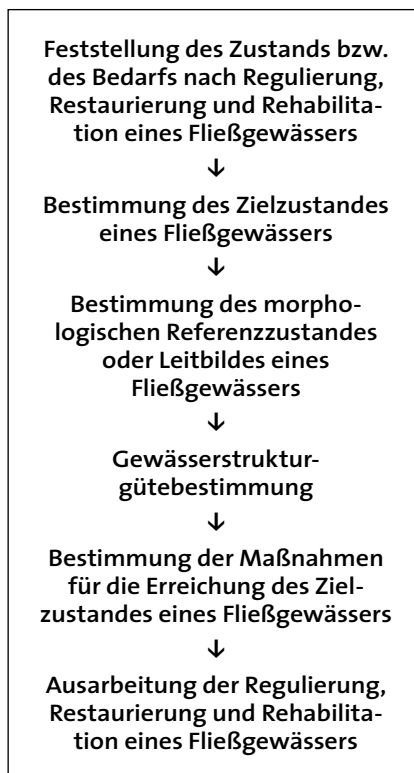 Feststellung des Zustands bzw.
des Bedarfs nach Regulierung,
Restaurierung und Rehabilita-
tion eines Fließgewässers
↓
Bestimmung des Zielzustandes
eines Fließgewässers
↓
Bestimmung des morpho-
logischen Referenzzustandes
oder Leitbildes eines
Fließgewässers
↓
Gewässerstruktur-
gütebestimmung
↓
Bestimmung der Maßnahmen
für die Erreichung des Ziel-
zustandes eines Fließgewässers
↓
Ausarbeitung der Regulierung,
Restaurierung und Rehabilita-
tion eines Fließgewässers